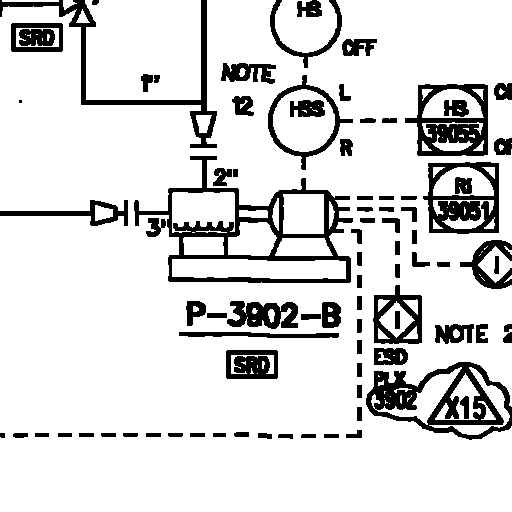 HS
SRD
OFF
NOTE
12
1"
HSS
L
R
HS
39055
2"
3"
RI
39051
P-3902-B
SRD
NOTE 2
ESD
PLX
3902
X15